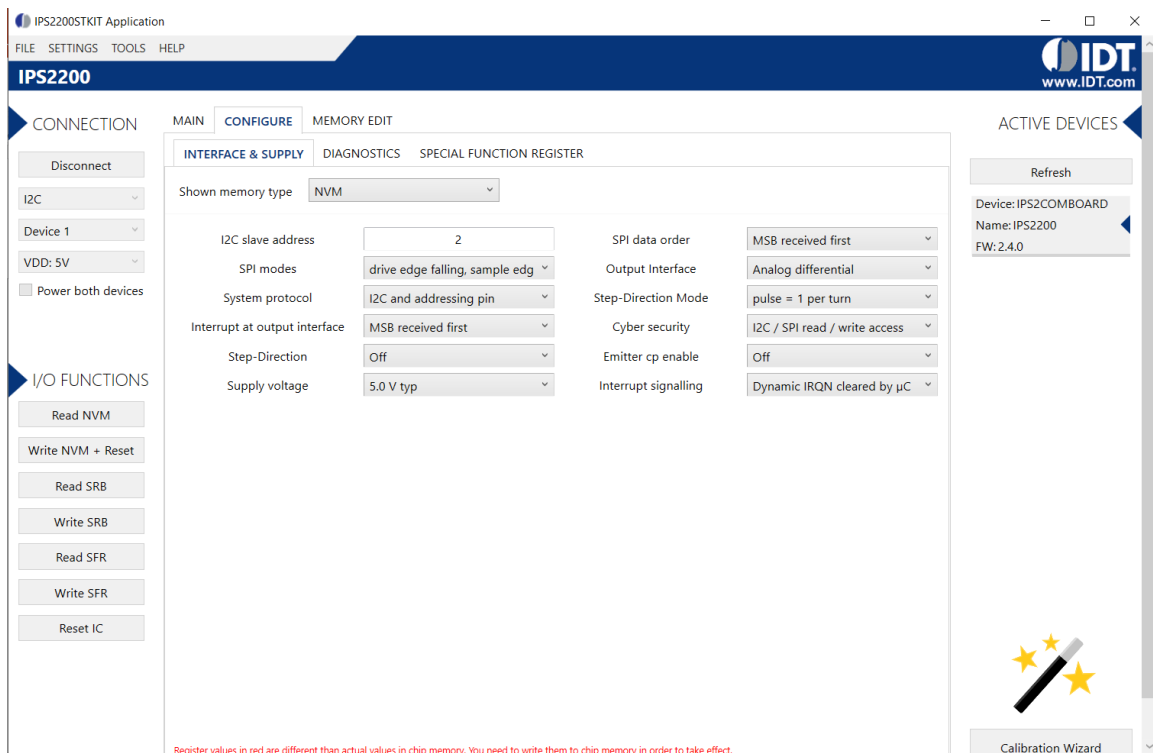 IPS2200STKIT Application
FILE SETTINGS TOOLS HELP
IPS2200
IDT.
www.IDT.com
CONNECTION
Disconnect
I2C
Device 1
VDD: 5V
Power both devices
I/O FUNCTIONS
Read NVM
Write NVM + Reset
Read SRB
Write SRB
Read SFR
Write SFR
Reset IC
MAIN CONFIGURE MEMORY EDIT
INTERFACE & SUPPLY DIAGNOSTICS SPECIAL FUNCTION REGISTER
Shown memory type NVM
I2C slave address 2 SPI data order MSB received first
SPI modes drive edge falling, sample edg Output Interface Analog differential
System protocol I2C and addressing pin Step-Direction Mode pulse = 1 per turn
Interrupt at output interface MSB received first Cyber security I2C / SPI read / write access
Step-Direction Off Emitter cp enable Off
Supply voltage 5.0 V typ Interrupt signalling Dynamic IRQN cleared by µC
Register values in red are different than actual values in chip memory. You need to write them to chip memory in order to take effect.
ACTIVE DEVICES
Refresh
Device: IPS2COMBOARD
Name: IPS2200
FW: 2.4.0
Calibration Wizard